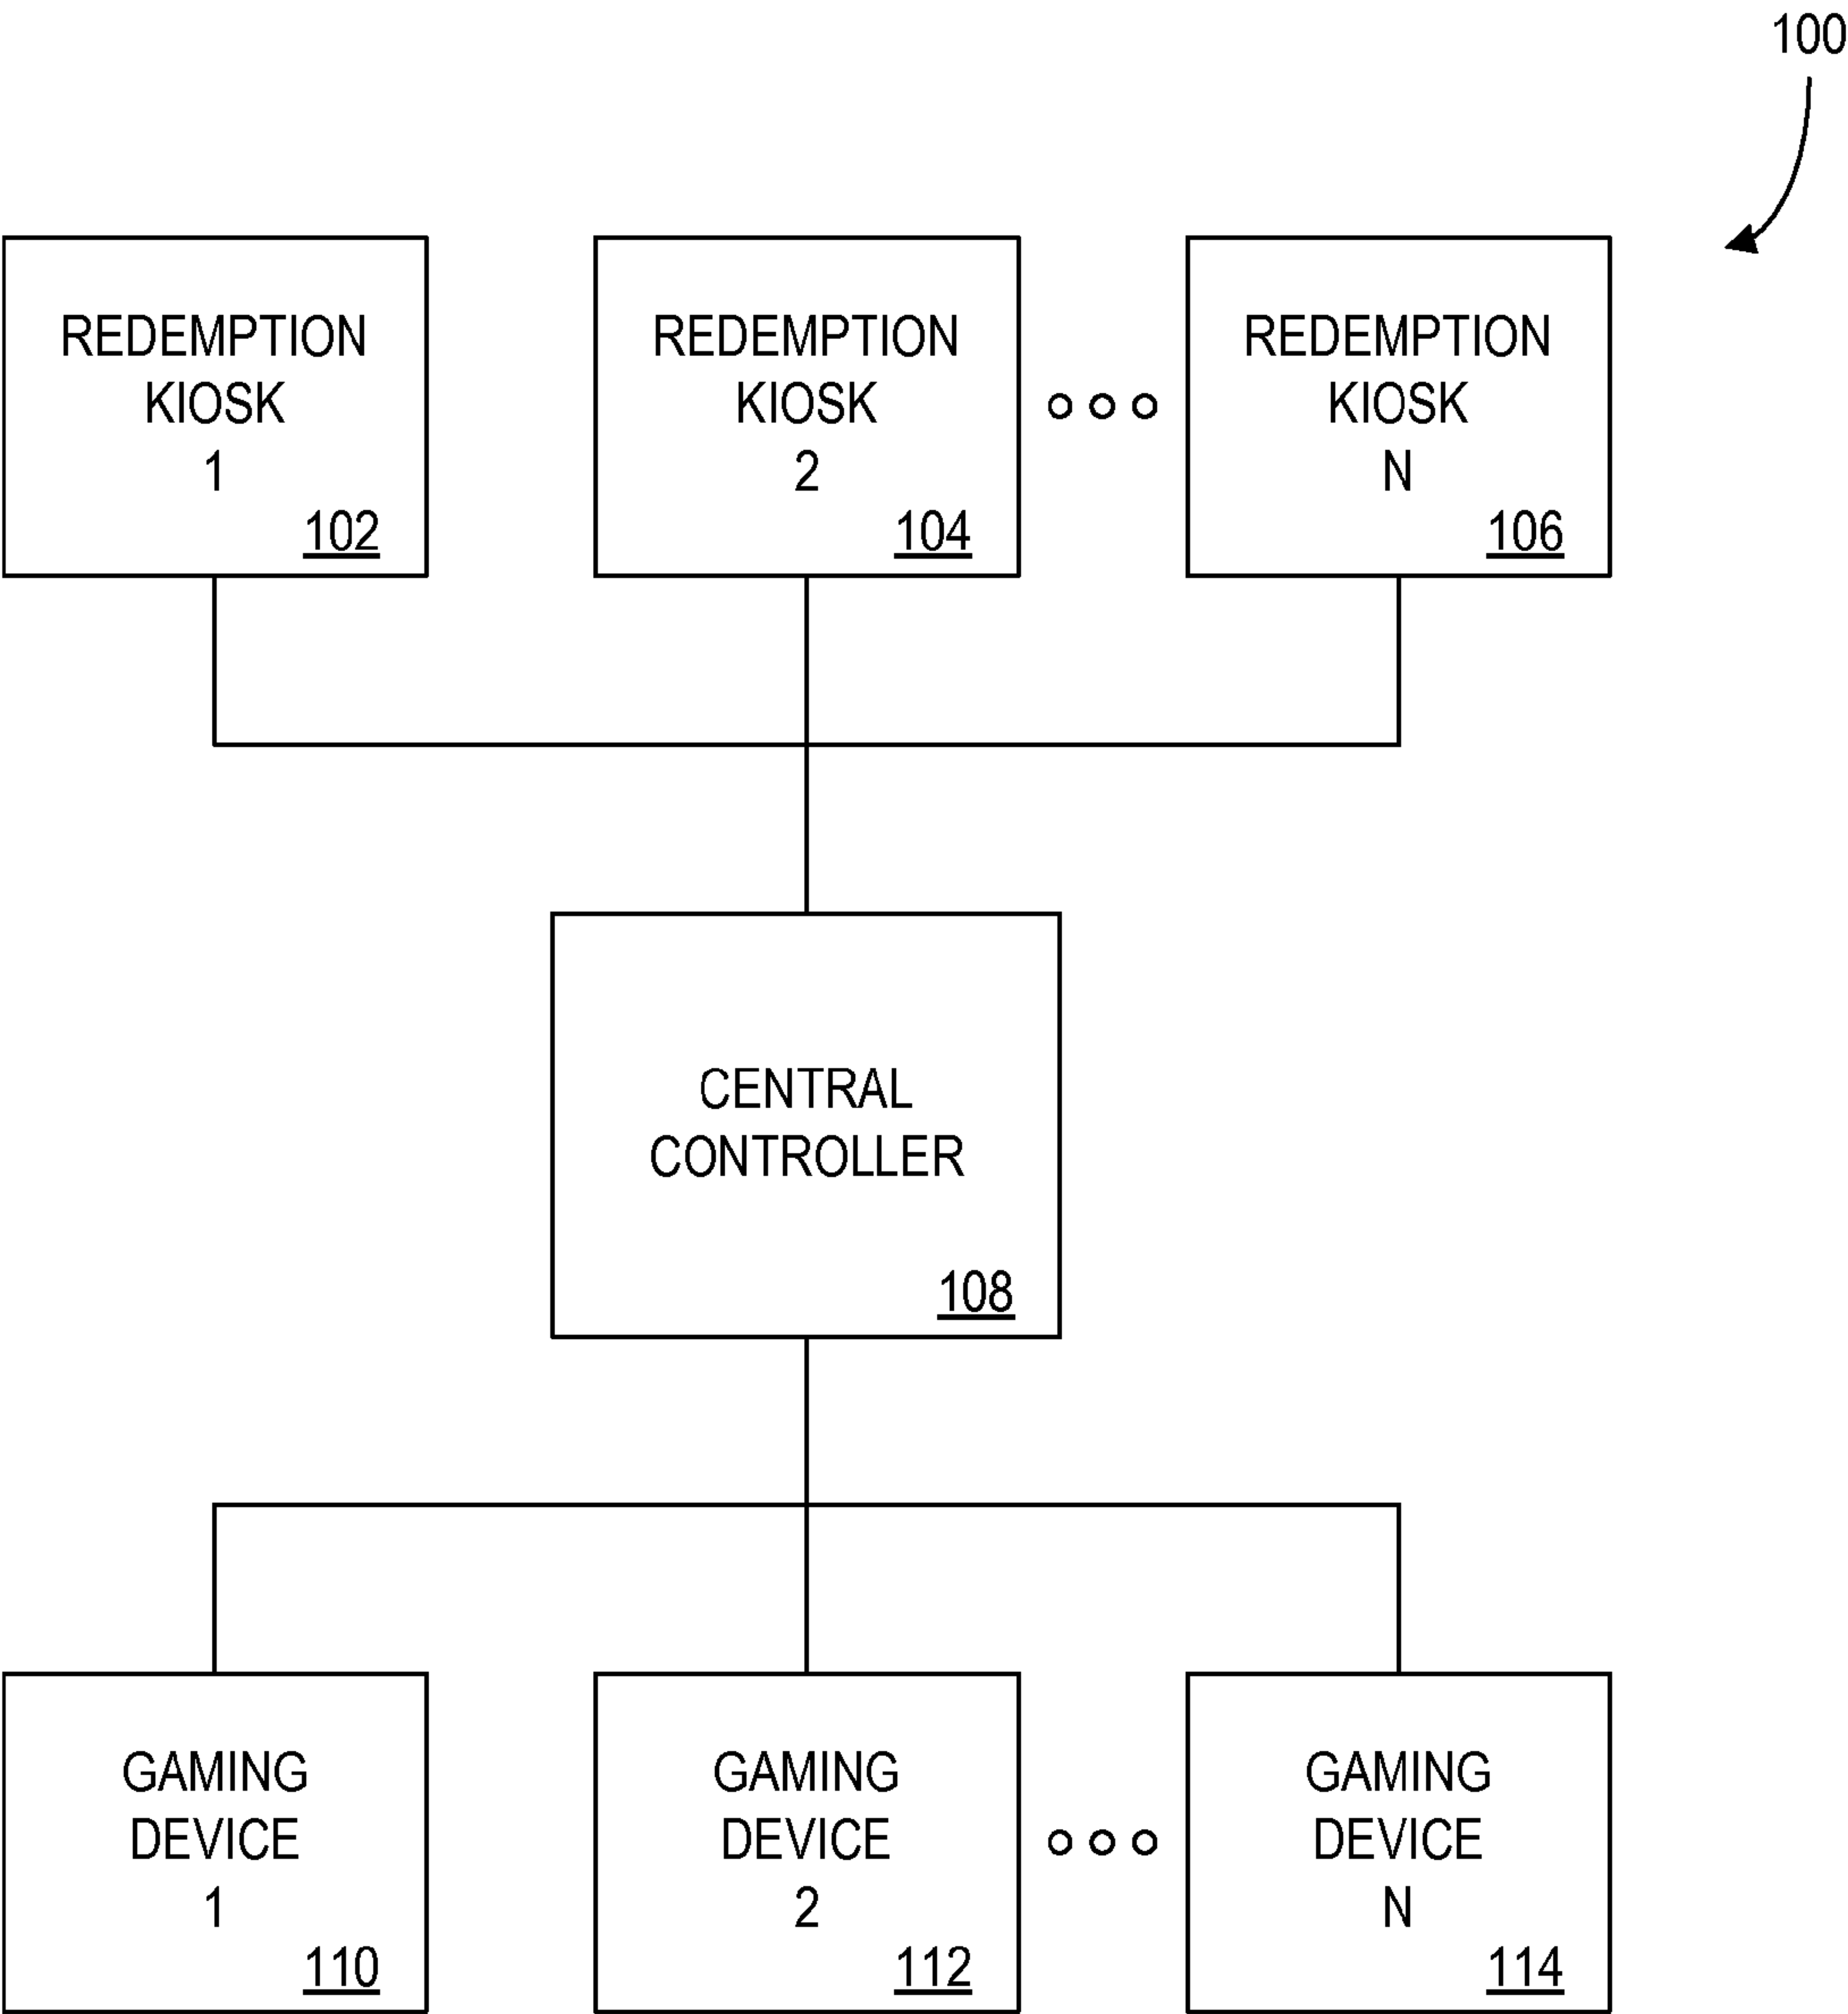 100
REDEMPTION
KIOSK
1
102
REDEMPTION
KIOSK
2
104
REDEMPTION
KIOSK
N
106
CENTRAL
CONTROLLER
108
GAMING
DEVICE
1
110
GAMING
DEVICE
2
112
GAMING
DEVICE
N
114